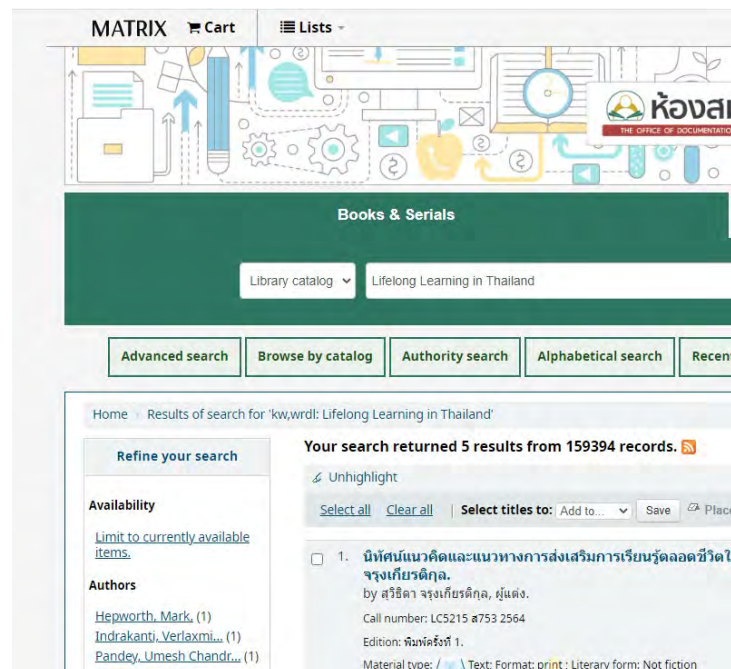 MATRIX Cart Lists
ห้องส
THE OFFICE OF DOCUMENTATIO
Books & Serials
Library catalog Lifelong Learning in Thailand
Advanced search Browse by catalog Authority search Alphabetical search Recen
Home Results of search for 'kw,wrdl: Lifelong Learning in Thailand'
Refine your search
Availability
Limit to currently available
items.
Authors
Hepworth, Mark, (1)
Indrakanti, Verlaxmi... (1)
Pandey, Umesh Chandr... (1)
Your search returned 5 results from 159394 records.
Unhighlight
Select all Clear all | Select titles to: Add to... Save Plac
1. นิทัศน์แนวคิดและแนวทางการส่งเสริมการเรียนรู้ตลอดชีวิตใ
จรุงเกียรติกุล.
by สุวิธิดา จรุงเกียรติกุล, ผู้แต่ง.
Call number: LC5215 ส753 2564
Edition: พิมพ์ครั้งที่ 1.
Material type: Text; Format: print ; Literary form: Not fiction